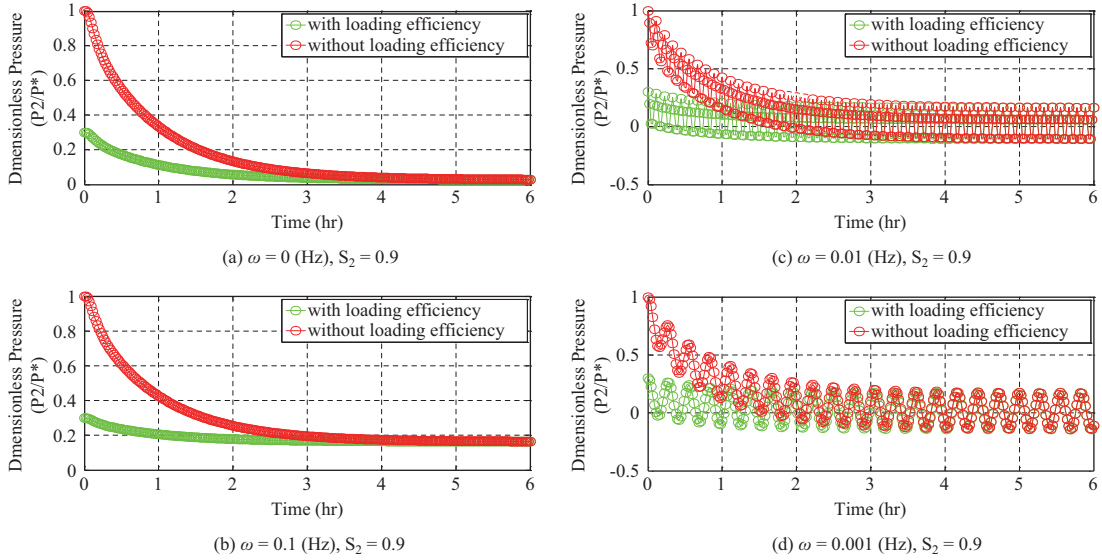 Dmensionless Pressure
(P2/P*)
1
0.8
0.6
0.4
0.2
0
with loading efficiency
without loading efficiency
0 1 2 3 4 5 6
Time (hr)
(a) ω = 0 (Hz), S2 = 0.9
Dmensionless Pressure
(P2/P*)
1
0.8
0.6
0.4
0.2
0
with loading efficiency
without loading efficiency
0 1 2 3 4 5 6
Time (hr)
(b) ω = 0.1 (Hz), S2 = 0.9
Dmensionless Pressure
(P2/P*)
1
0.5
0
-0.5
with loading efficiency
without loading efficiency
0 1 2 3 4 5 6
Time (hr)
(c) ω = 0.01 (Hz), S2 = 0.9
Dmensionless Pressure
(P2/P*)
1
0.5
0
-0.5
with loading efficiency
without loading efficiency
0 1 2 3 4 5 6
Time (hr)
(d) ω = 0.001 (Hz), S2 = 0.9